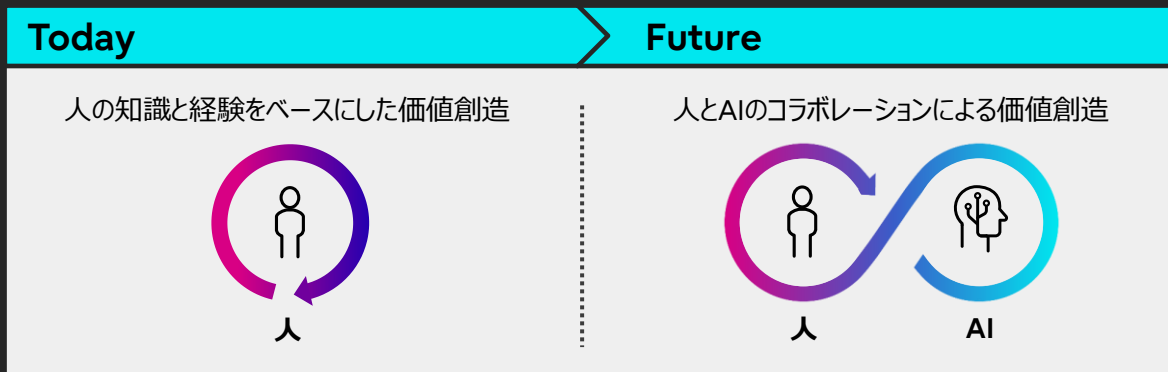 Today
Future
人の知識と経験をベースにした価値創造
人とAIのコラボレーションによる価値創造
人
人
AI